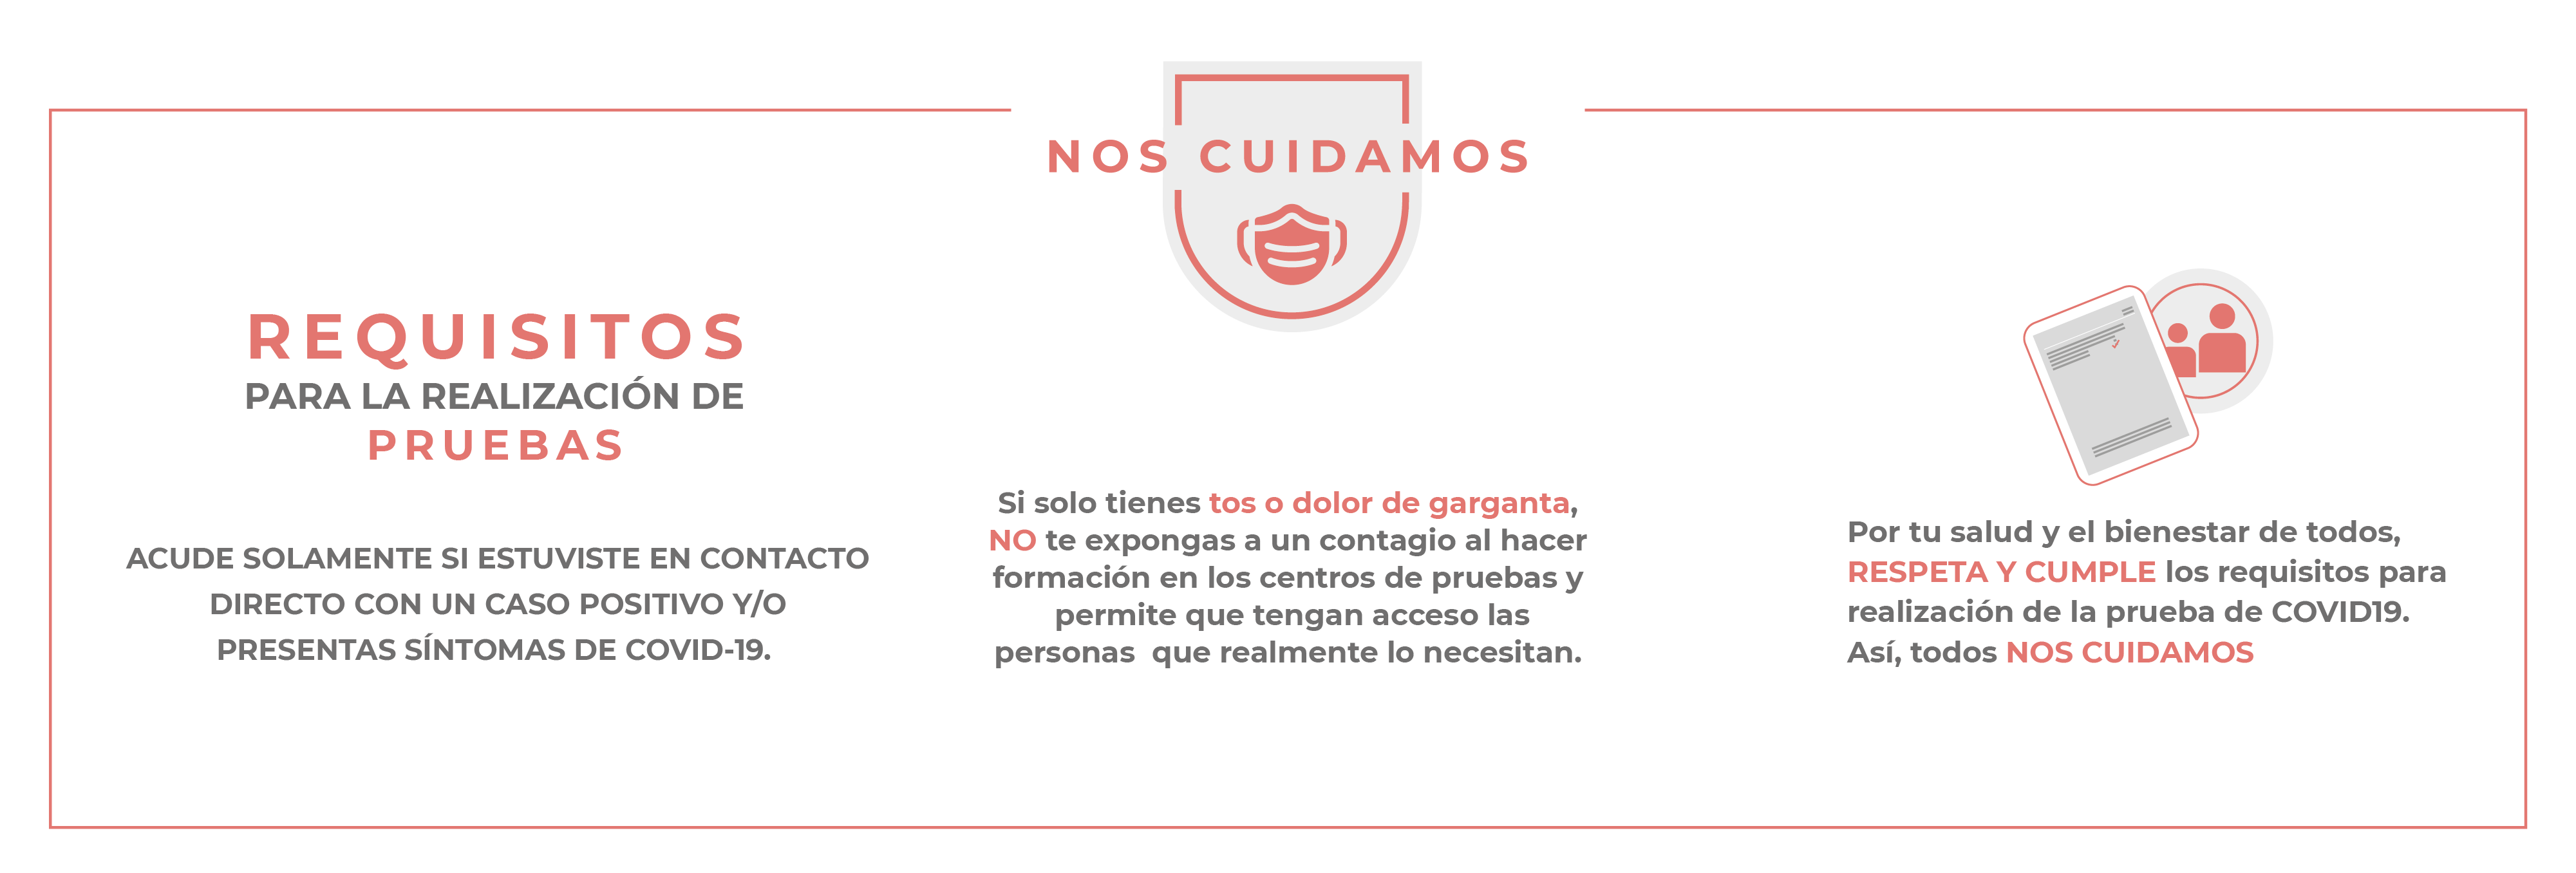 NOS CUIDAMOS
REQUISITOS
PARA LA REALIZACIÓN DE
PRUEBAS
ACUDE SOLAMENTE SI ESTUVISTE EN CONTACTO
DIRECTO CON UN CASO POSITIVO Y/O
PRESENTAS SÍNTOMAS DE COVID-19.
Si solo tienes tos o dolor de garganta,
NO te expongas a un contagio al hacer
formación en los centros de pruebas y
permite que tengan acceso las
personas  que realmente lo necesitan.
Por tu salud y el bienestar de todos,
RESPETA Y CUMPLE los requisitos para
realización de la prueba de COVID19.
Así, todos NOS CUIDAMOS